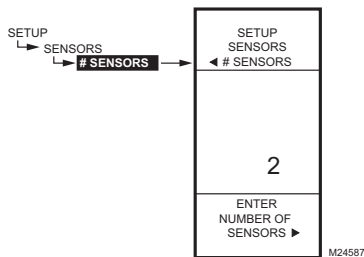 SETUP
SENSORS
# SENSORS
SETUP
SENSORS
◄ # SENSORS
2
ENTER
NUMBER OF
SENSORS ►
M24587